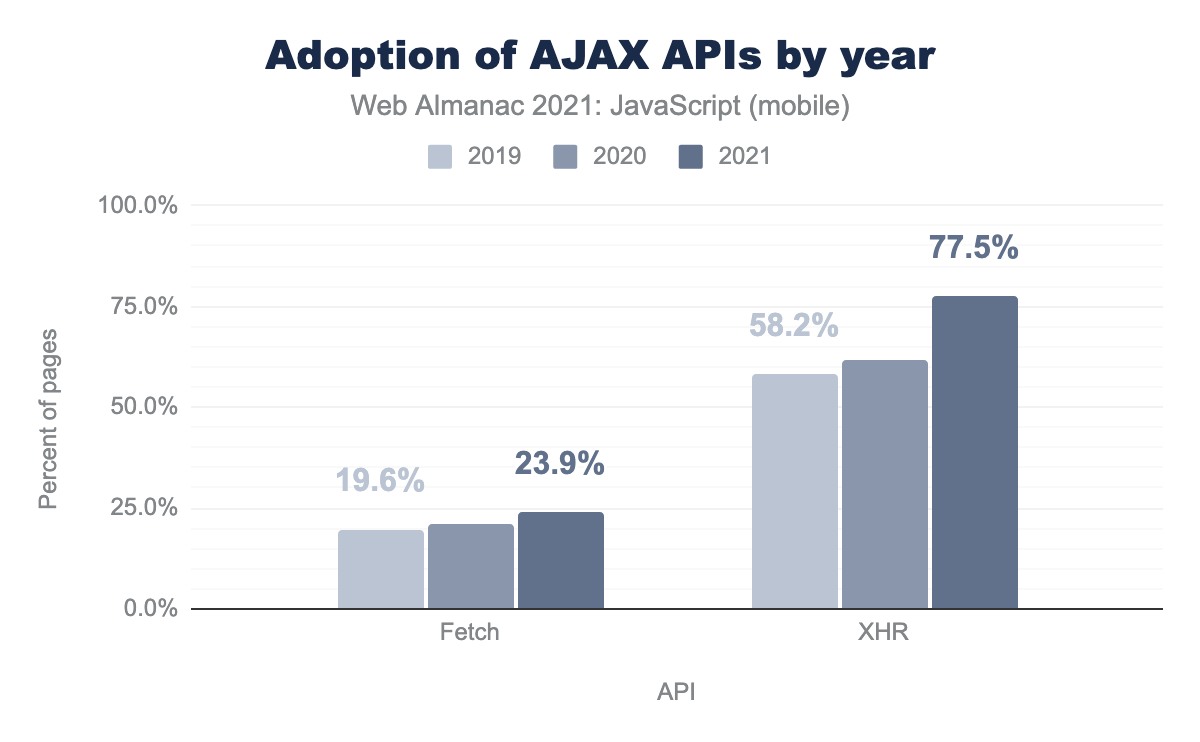 Adoption of AJAX APIs by year
Web Almanac 2021: JavaScript (mobile)
2019 2020 2021
100.0%
75.0%
50.0%
25.0%
0.0%
Percent of pages
19.6%
23.9%
58.2%
77.5%
Fetch
XHR
API